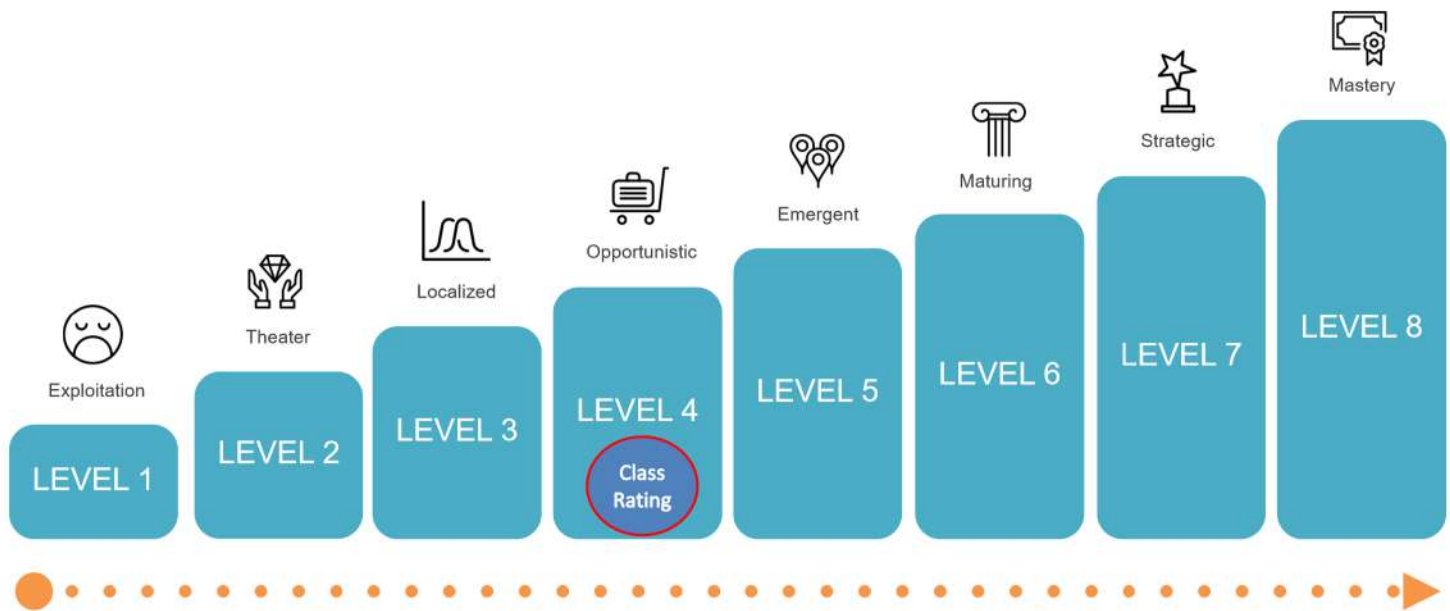 Exploitation
LEVEL 1
Theater
LEVEL 2
Localized
LEVEL 3
Opportunistic
LEVEL 4
Class
Rating
Emergent
LEVEL 5
Maturing
LEVEL 6
Strategic
LEVEL 7
Mastery
LEVEL 8